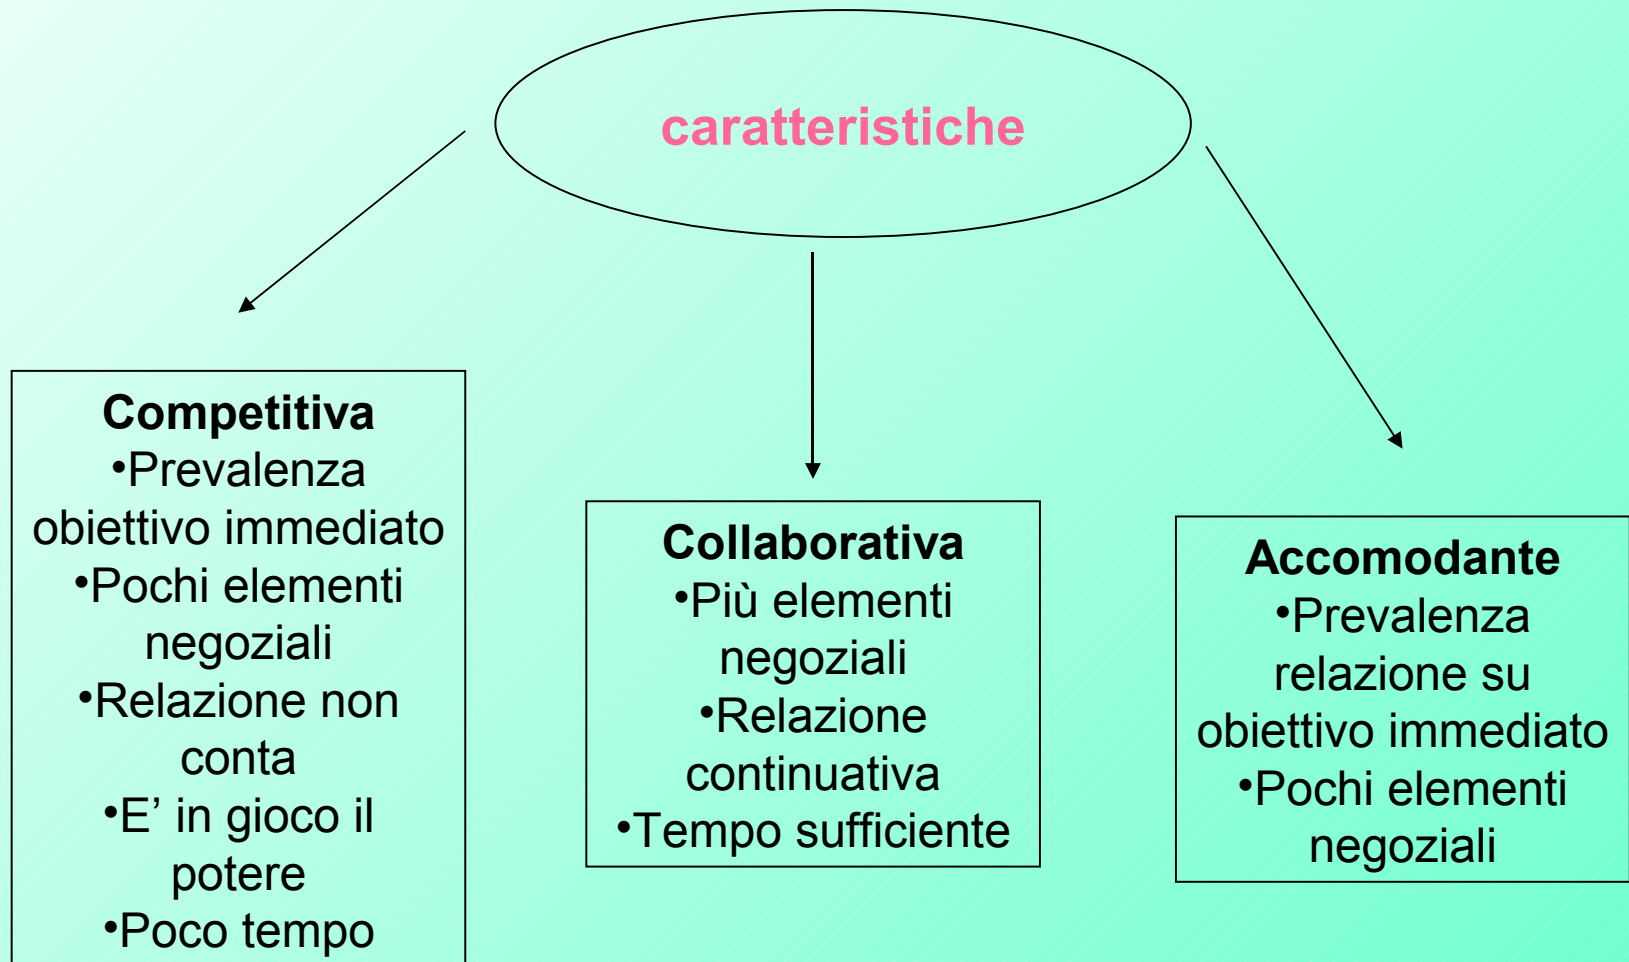 caratteristiche
Competitiva
•Prevalenza
obiettivo immediato
•Pochi elementi
negoziali
•Relazione non
conta
•E’ in gioco il
potere
•Poco tempo
Collaborativa
•Più elementi
negoziali
•Relazione
continuativa
•Tempo sufficiente
Accomodante
•Prevalenza
relazione su
obiettivo immediato
•Pochi elementi
negoziali